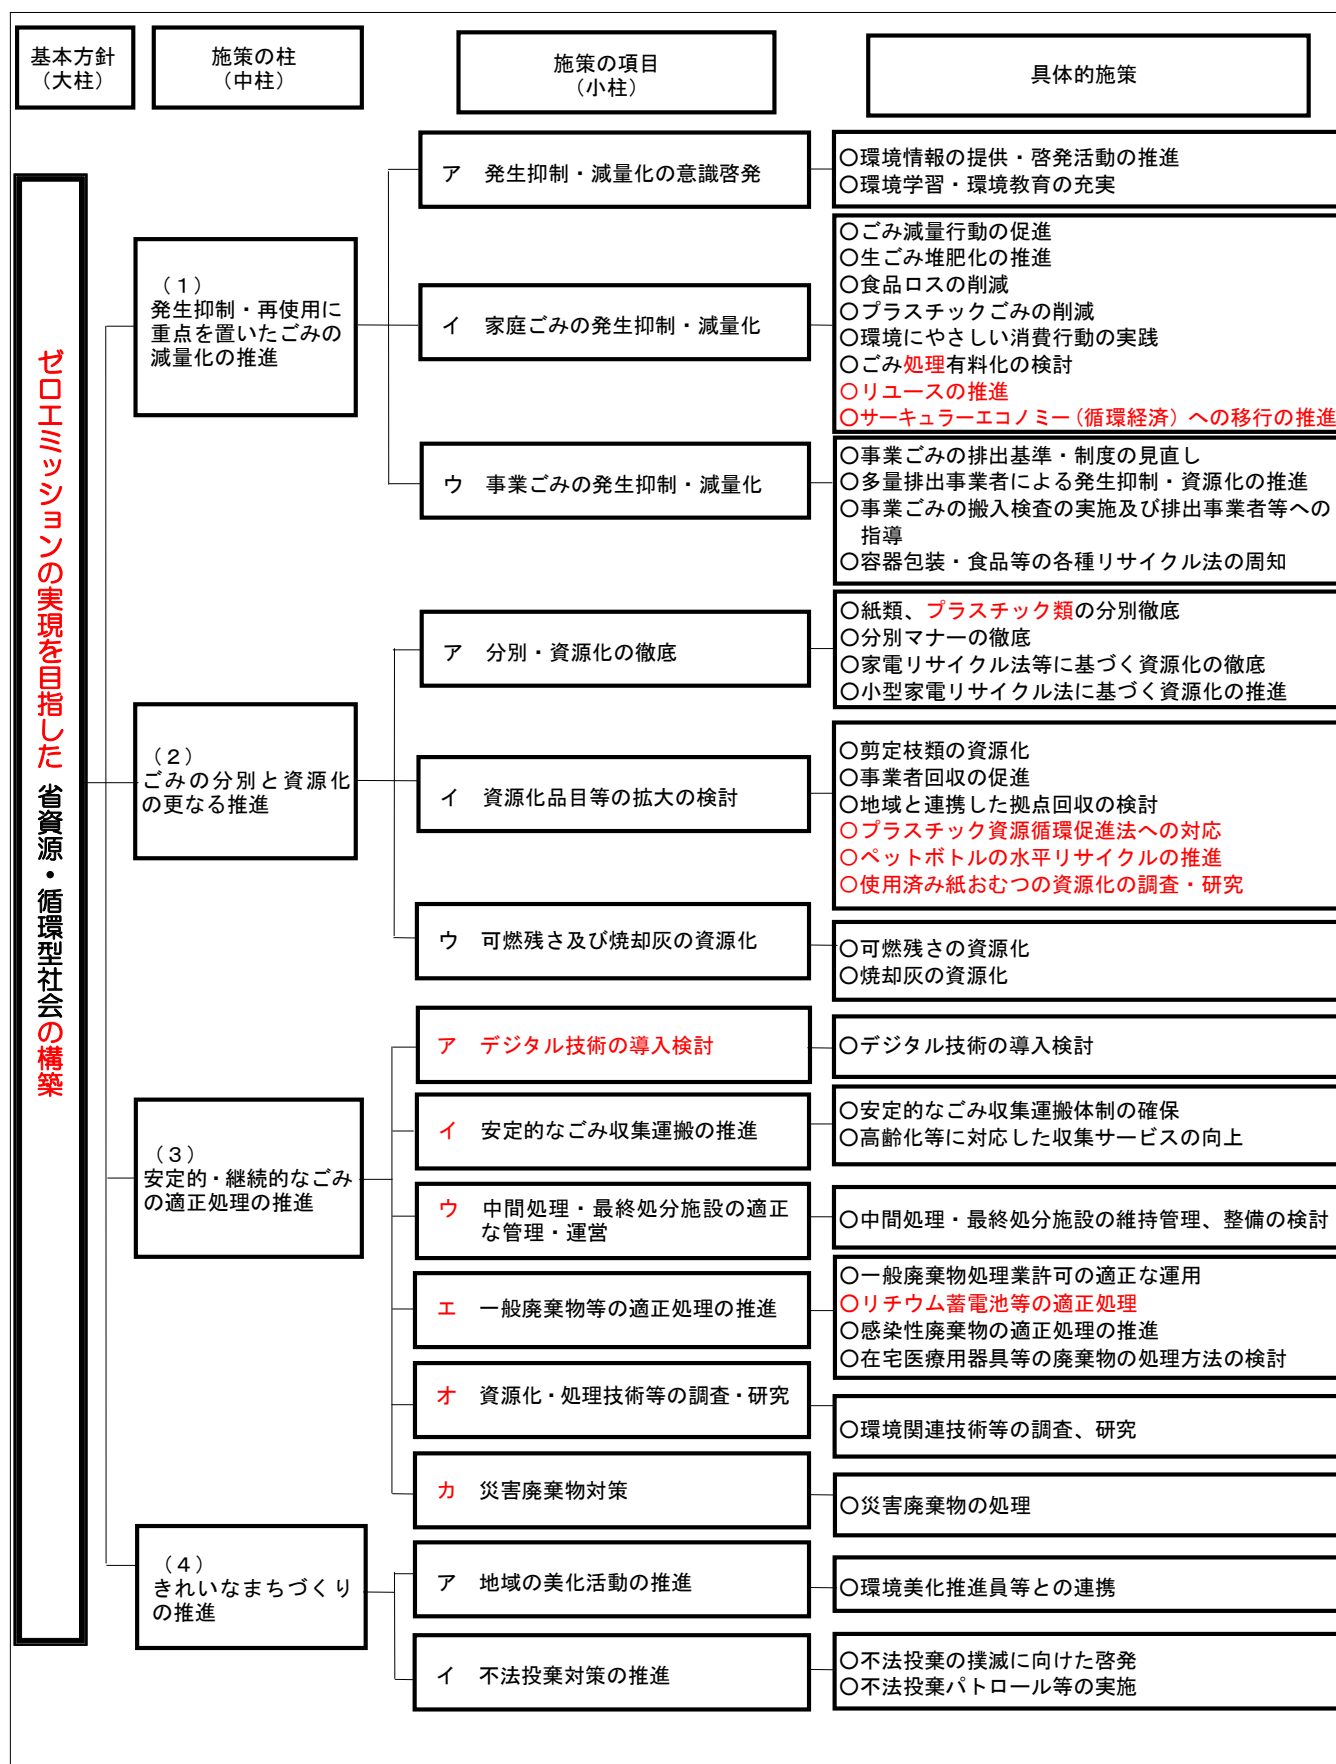 基本方針
（大柱）
施策の柱
（中柱）
施策の項目
（小柱）
具体的施策
ゼロエミッションの実現を目指した 省資源・循環型社会の構築
（１）
発生抑制・再使用に
重点を置いたごみの
減量化の推進
ア 発生抑制・減量化の意識啓発
〇環境情報の提供・啓発活動の推進
〇環境学習・環境教育の充実
イ 家庭ごみの発生抑制・減量化
〇ごみ減量行動の促進
〇生ごみ堆肥化の推進
〇食品ロスの削減
〇プラスチックごみの削減
〇環境にやさしい消費行動の実践
〇ごみ処理有料化の検討
〇リユースの推進
〇サーキュラーエコノミー（循環経済）への移行の推進
ウ 事業ごみの発生抑制・減量化
〇事業ごみの排出基準・制度の見直し
〇多量排出事業者による発生抑制・資源化の推進
〇事業ごみの搬入検査の実施及び排出事業者等への
指導
〇容器包装・食品等の各種リサイクル法の周知
（２）
ごみの分別と資源化
の更なる推進
ア 分別・資源化の徹底
〇紙類、プラスチック類の分別徹底
〇分別マナーの徹底
〇家電リサイクル法等に基づく資源化の徹底
〇小型家電リサイクル法に基づく資源化の推進
イ 資源化品目等の拡大の検討
〇剪定枝類の資源化
〇事業者回収の促進
〇地域と連携した拠点回収の検討
〇プラスチック資源循環促進法への対応
〇ペットボトルの水平リサイクルの推進
〇使用済み紙おむつの資源化の調査・研究
ウ 可燃残さ及び焼却灰の資源化
〇可燃残さの資源化
〇焼却灰の資源化
（３）
安定的・継続的なごみ
の適正処理の推進
ア デジタル技術の導入検討
〇デジタル技術の導入検討
イ 安定的なごみ収集運搬の推進
〇安定的なごみ収集運搬体制の確保
〇高齢化等に対応した収集サービスの向上
ウ 中間処理・最終処分施設の適正
な管理・運営
〇中間処理・最終処分施設の維持管理、整備の検討
エ 一般廃棄物等の適正処理の推進
〇一般廃棄物処理業許可の適正な運用
〇リチウム蓄電池等の適正処理
〇感染性廃棄物の適正処理の推進
〇在宅医療用器具等の廃棄物の処理方法の検討
オ 資源化・処理技術等の調査・研究
〇環境関連技術等の調査、研究
カ 災害廃棄物対策
〇災害廃棄物の処理
（４）
きれいなまちづくり
の推進
ア 地域の美化活動の推進
〇環境美化推進員等との連携
イ 不法投棄対策の推進
〇不法投棄の撲滅に向けた啓発
〇不法投棄パトロール等の実施